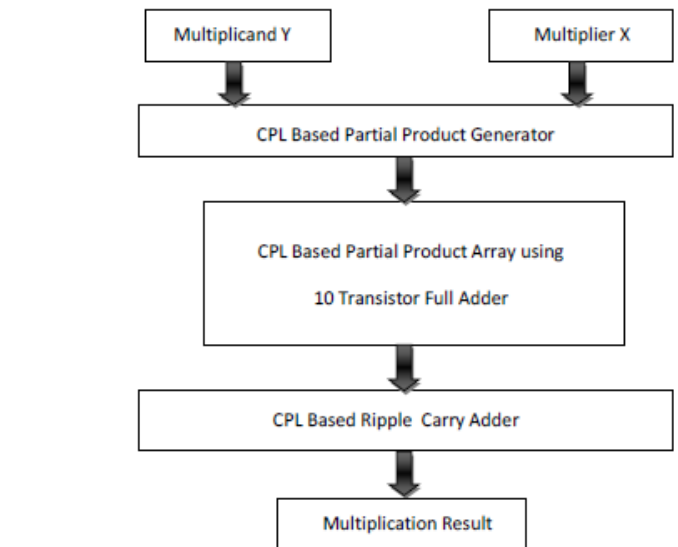 Multiplicand Y
Multiplier X
CPL Based Partial Product Generator
CPL Based Partial Product Array using
10 Transistor Full Adder
CPL Based Ripple Carry Adder
Multiplication Result